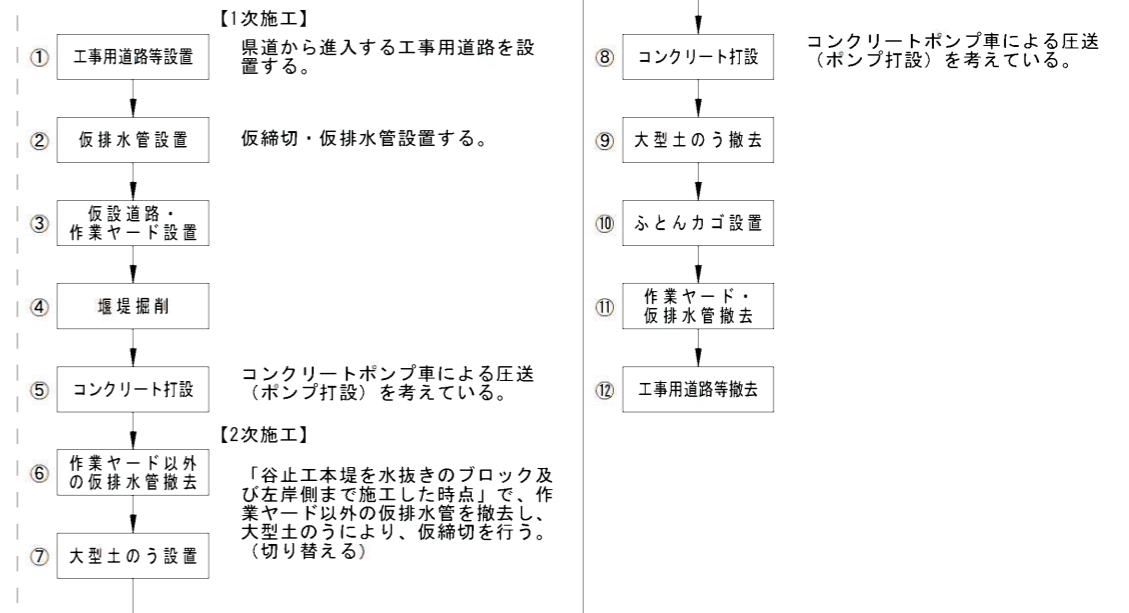 【1次施工】
① 工事用道路等設置
県道から進入する工事用道路を設
置する。
② 仮排水管設置
仮締切・仮排水管設置する。
③ 仮設道路・
作業ヤード設置
④ 堰堤掘削
⑤ コンクリート打設
コンクリートポンプ車による圧送
（ポンプ打設）を考えている。
【2次施工】
⑥ 作業ヤード以外
の仮排水管撤去
「谷止工本堤を水抜きのブロック及
び左岸側まで施工した時点」で、作
業ヤード以外の仮排水管を撤去し、
大型土のうにより、仮締切を行う。
（切り替える）
⑦ 大型土のう設置
⑧ コンクリート打設
コンクリートポンプ車による圧送
（ポンプ打設）を考えている。
⑨ 大型土のう撤去
⑩ ふとんカゴ設置
⑪ 作業ヤード・
仮排水管撤去
⑫ 工事用道路等撤去